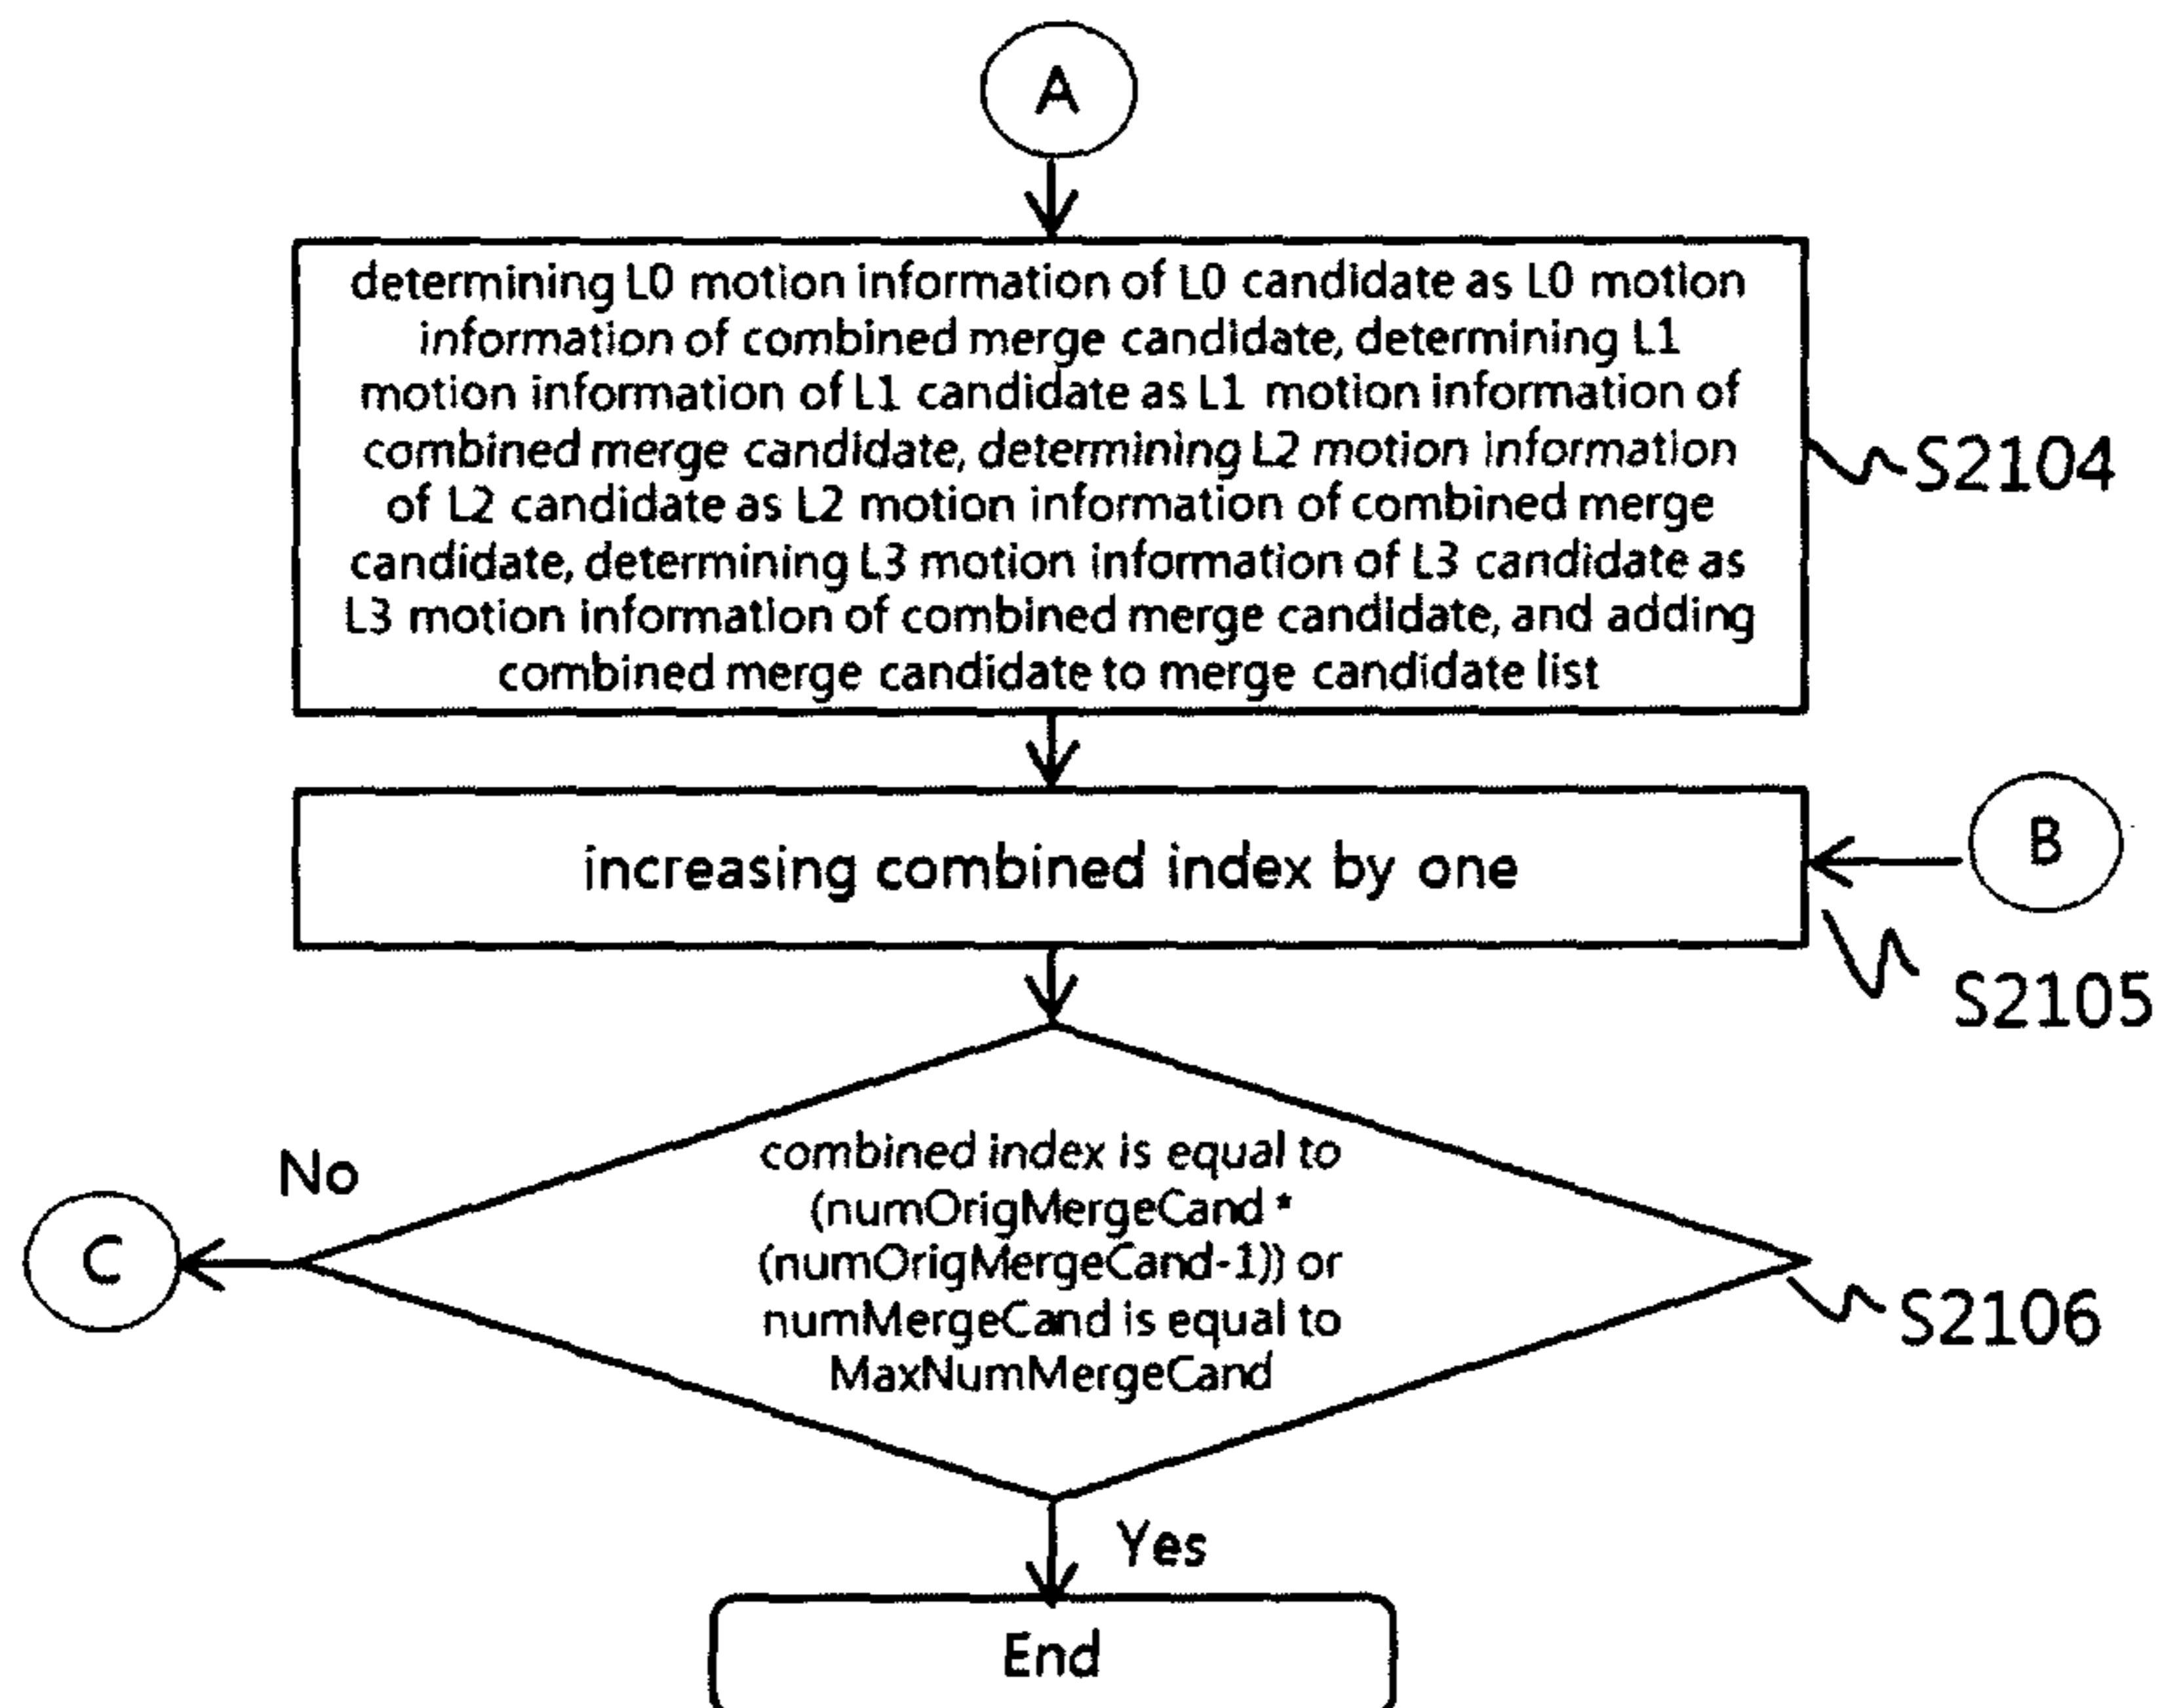 A
determining L0 motion information of L0 candidate as L0 motion
information of combined merge candidate, determining L1
motion information of L1 candidate as L1 motion information of
combined merge candidate, determining L2 motion information
of L2 candidate as L2 motion information of combined merge
candidate, determining L3 motion information of L3 candidate as
L3 motion information of combined merge candidate, and adding
combined merge candidate to merge candidate list
S2104
increasing combined index by one
B
S2105
combined index is equal to
(numOrigMergeCand *
(numOrigMergeCand-1)) or
numMergeCand is equal to
MaxNumMergeCand
No
C
S2106
Yes
End